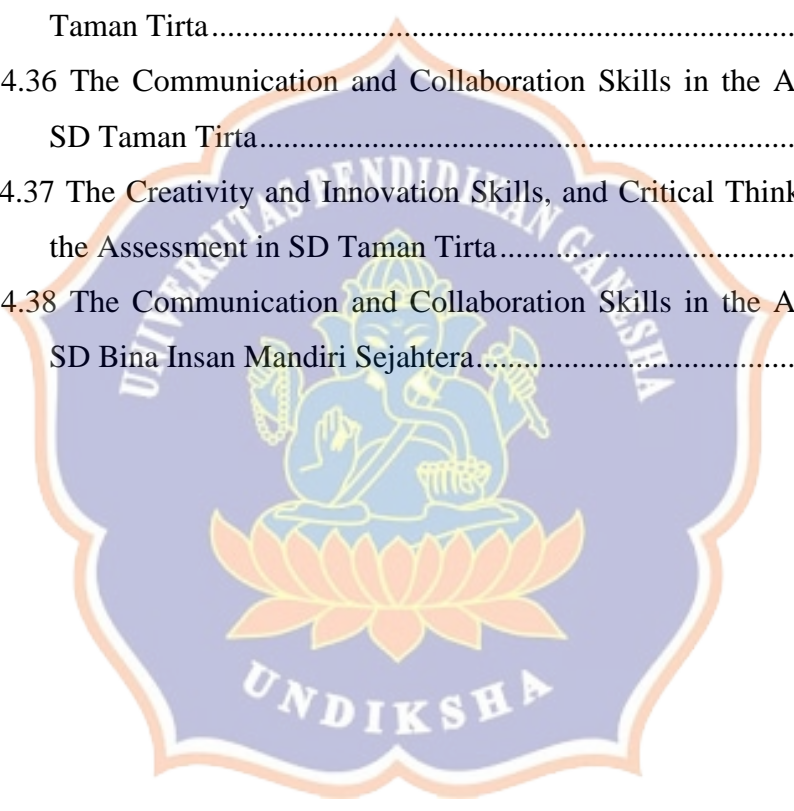 Taman Tirta........................................................................
4.36 The Communication and Collaboration Skills in the A
SD Taman Tirta..................................................................
4.37 The Creativity and Innovation Skills, and Critical Think
the Assessment in SD Taman Tirta.....................................
4.38 The Communication and Collaboration Skills in the A
SD Bina Insan Mandiri Sejahtera........................................
UNIVERSITAS PENDIDIKAN GANESHA
UNDIKSHA